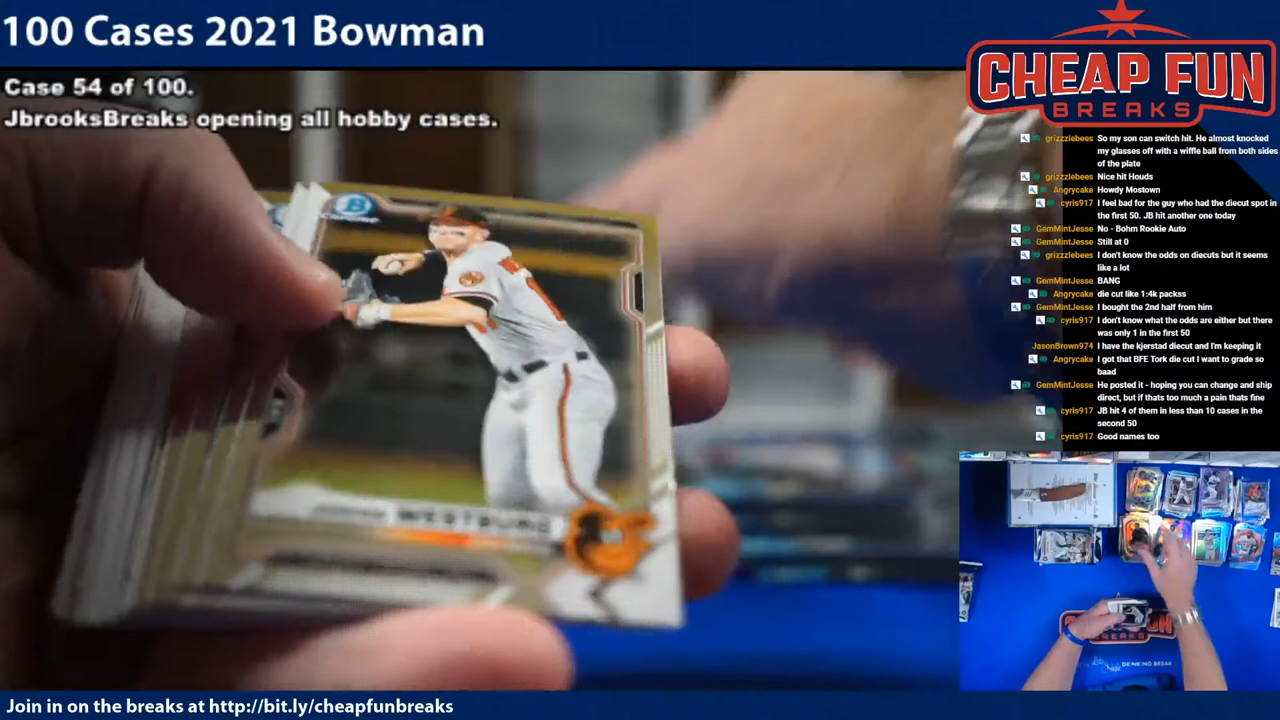 100 Cases 2021 Bowman
Case 54 of 100.
JbrooksBreaks opening all hobby cases.
CHEAP FUN
BREAKS
grizzzlebees So my son can switch hit. He almost knocked
my glasses off with a wiffle ball from both sides
of the plate
grizzzlebees Nice hit Houds
Angrycake Howdy Mostown
cyris917 I feel bad for the guy who had the diecut spot in
the first 50. JB hit another one today
GemMintJesse No - Bohm Rookie Auto
GemMintJesse Still at 0
grizzzlebees I don't know the odds on diecuts but it seems
like a lot
GemMintJesse BANG
Angrycake die cut like 1:4k packss
GemMintJesse I bought the 2nd half from him
cyris917 I don't know what the odds are either but there
was only 1 in the first 50
JasonBrown974 I have the kjerstad diecut and I'm keeping it
Angrycake I got that BFE Tork die cut I want to grade so
baad
GemMintJesse He posted it - hoping you can change and ship
direct, but if thats too much a pain thats fine
cyris917 JB hit 4 of them in less than 10 cases in the
second 50
cyris917 Good names too
B
WESTBURG
CHEAP FUN
BREAKS
Join in on the breaks at http://bit.ly/cheapfunbreaks